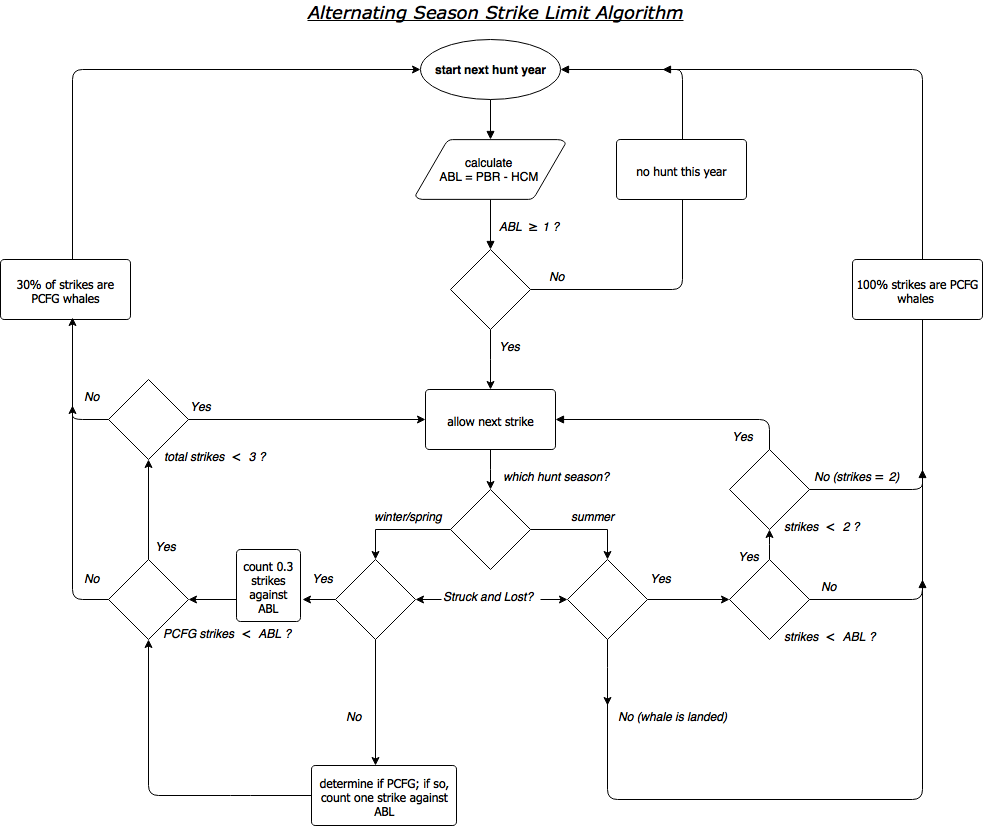 Alternating Season Strike Limit Algorithm
start next hunt year
calculate
ABL = PBR - HCM
no hunt this year
ABL ≥ 1 ?
No
30% of strikes are
PCFG whales
100% strikes are PCFG
whales
Yes
No
Yes
allow next strike
Yes
total strikes < 3 ?
which hunt season?
No (strikes = 2)
winter/spring
summer
strikes < 2 ?
Yes
Yes
count 0.3
strikes
against
ABL
No
Yes
Struck and Lost?
Yes
No
PCFG strikes < ABL ?
strikes < ABL ?
No
No (whale is landed)
determine if PCFG; if so,
count one strike against
ABL